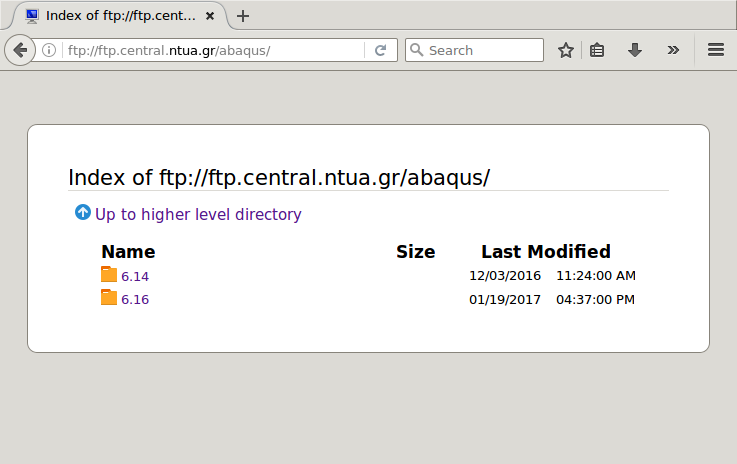 Index of ftp://ftp.cent...
ftp://ftp.central.ntua.gr/abaqus/
Search
Index of ftp://ftp.central.ntua.gr/abaqus/
Up to higher level directory
Name Size Last Modified
6.14 12/03/2016 11:24:00 AM
6.16 01/19/2017 04:37:00 PM